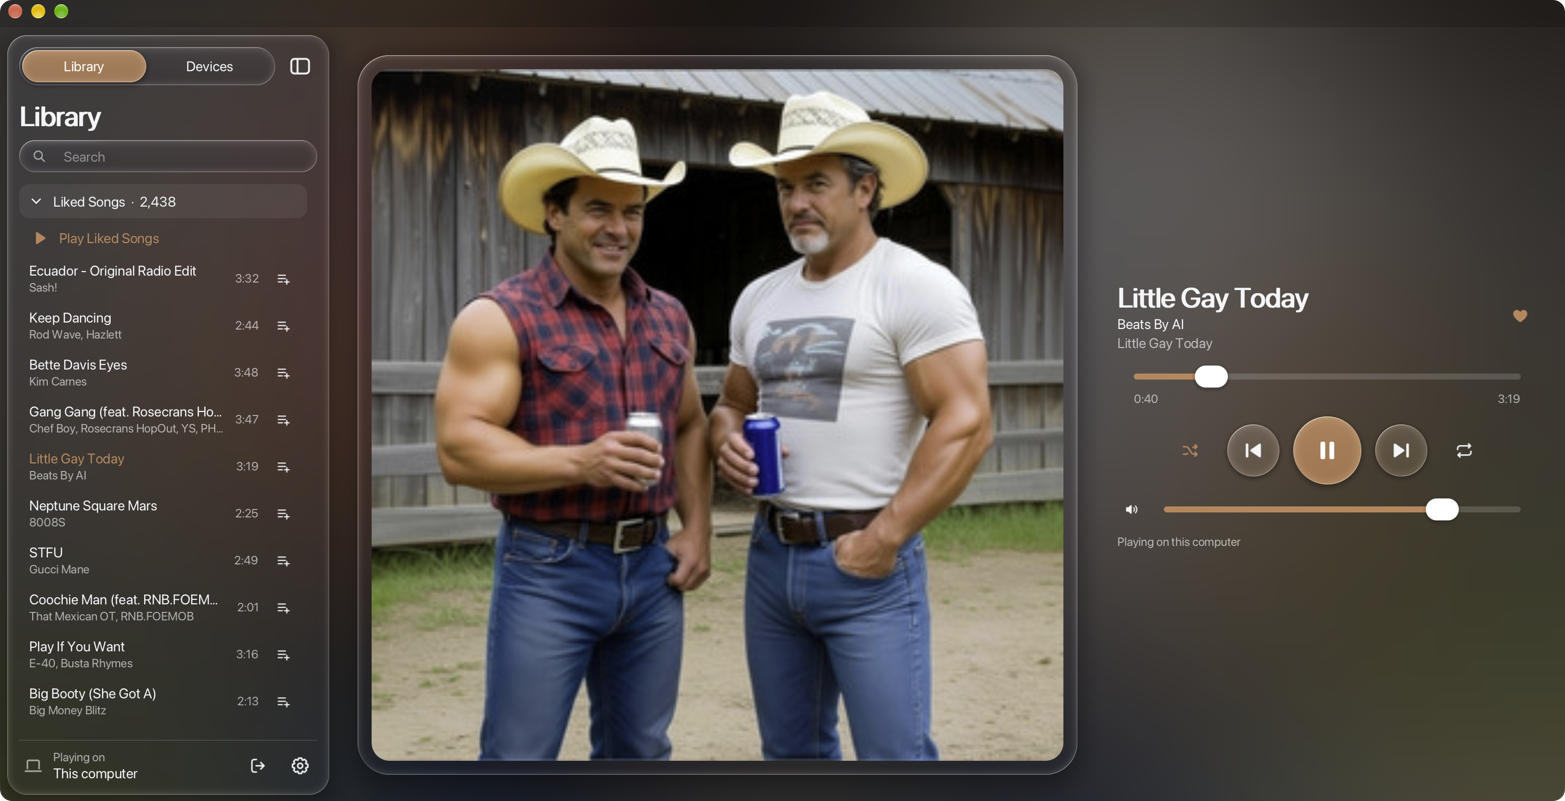 Library
Devices
Library
Search
Liked Songs · 2,438
Play Liked Songs
Ecuador - Original Radio Edit
Sash!
3:32
Keep Dancing
Rod Wave, Hazlett
2:44
Bette Davis Eyes
Kim Carnes
3:48
Gang Gang (feat. Rosecrans Ho...
Chef Boy, Rosecrans HopOut, YS, PH...
3:47
Little Gay Today
Beats By AI
3:19
Neptune Square Mars
8008S
2:25
STFU
Gucci Mane
2:49
Coochie Man (feat. RNB.FOEM...
That Mexican OT, RNB.FOEMOB
2:01
Play If You Want
E-40, Busta Rhymes
3:16
Big Booty (She Got A)
Big Money Blitz
2:13
Playing on
This computer
Little Gay Today
Beats By AI
Little Gay Today
0:40
3:19
Playing on this computer